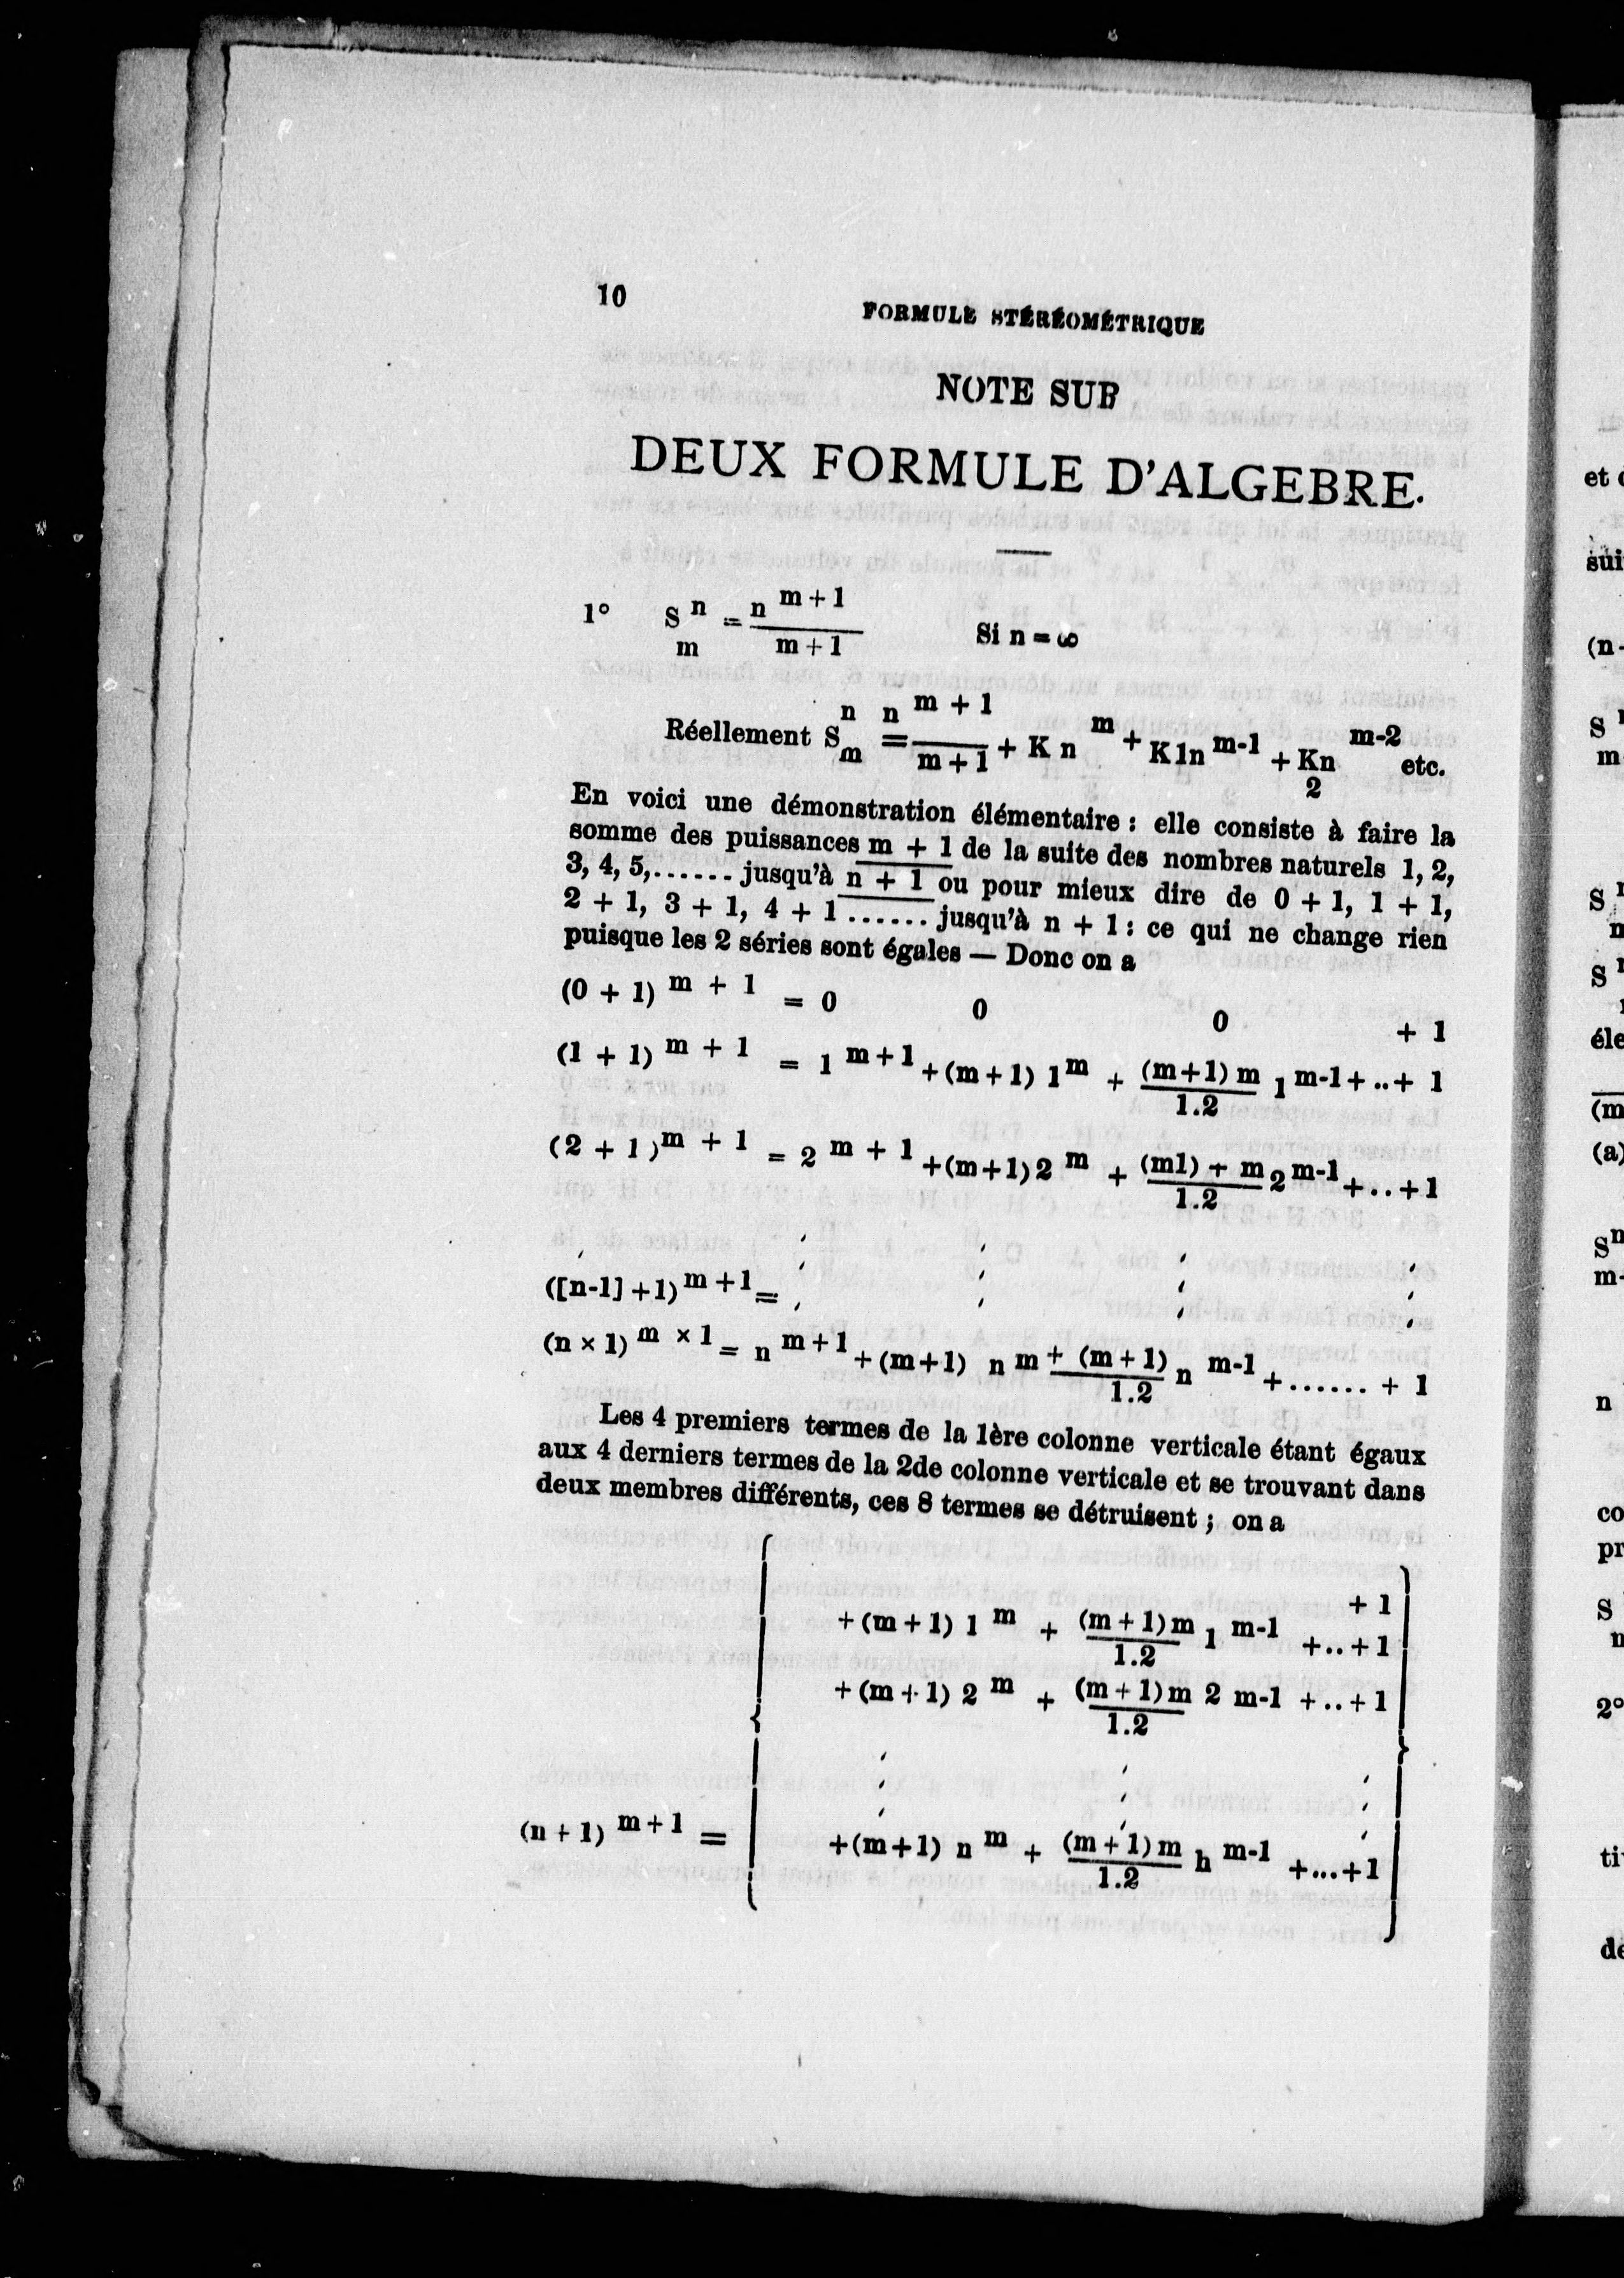 10
FORMULE STÉRÉOMÉTRIQUE
NOTE SUR
DEUX FORMULE D'ALGEBRE.
1° S^n_m = n^{m+1}/(m+1) Si n = ∞
Réellement S^n_m = n^{m+1}/(m+1) + K n^m + K1n^{m-1} + Kn_2^{m-2} etc.
En voici une démonstration élémentaire : elle consiste à faire la
somme des puissances m + 1 de la suite des nombres naturels 1, 2,
3, 4, 5,...... jusqu'à n + 1 ou pour mieux dire de 0 + 1, 1 + 1,
2 + 1, 3 + 1, 4 + 1 ...... jusqu'à n + 1 : ce qui ne change rien
puisque les 2 séries sont égales — Donc on a
(0 + 1)^{m + 1} = 0 0 0 + 1
(1 + 1)^{m + 1} = 1^{m+1} + (m+1) 1^m + (m+1) m/1.2 1^{m-1} + .. + 1
(2 + 1)^{m + 1} = 2^{m + 1} + (m+1) 2^m + (m1) + m/1.2 2^{m-1} + . . + 1
([n-1] + 1)^{m + 1} =
(n × 1)^{m × 1} = n^{m+1} + (m+1) n^m + (m+1)/1.2 n^{m-1} + ...... + 1
Les 4 premiers termes de la 1ère colonne verticale étant égaux
aux 4 derniers termes de la 2de colonne verticale et se trouvant dans
deux membres différents, ces 8 termes se détruisent ; on a
+ 1
+ (m + 1) 1^m + (m + 1) m/1.2 1^{m-1} + .. + 1
+ (m + 1) 2^m + (m + 1) m/1.2 2^{m-1} + .. + 1
(n + 1)^{m + 1} = + (m+1) n^m + (m + 1) m/1.2 h^{m-1} + ... + 1